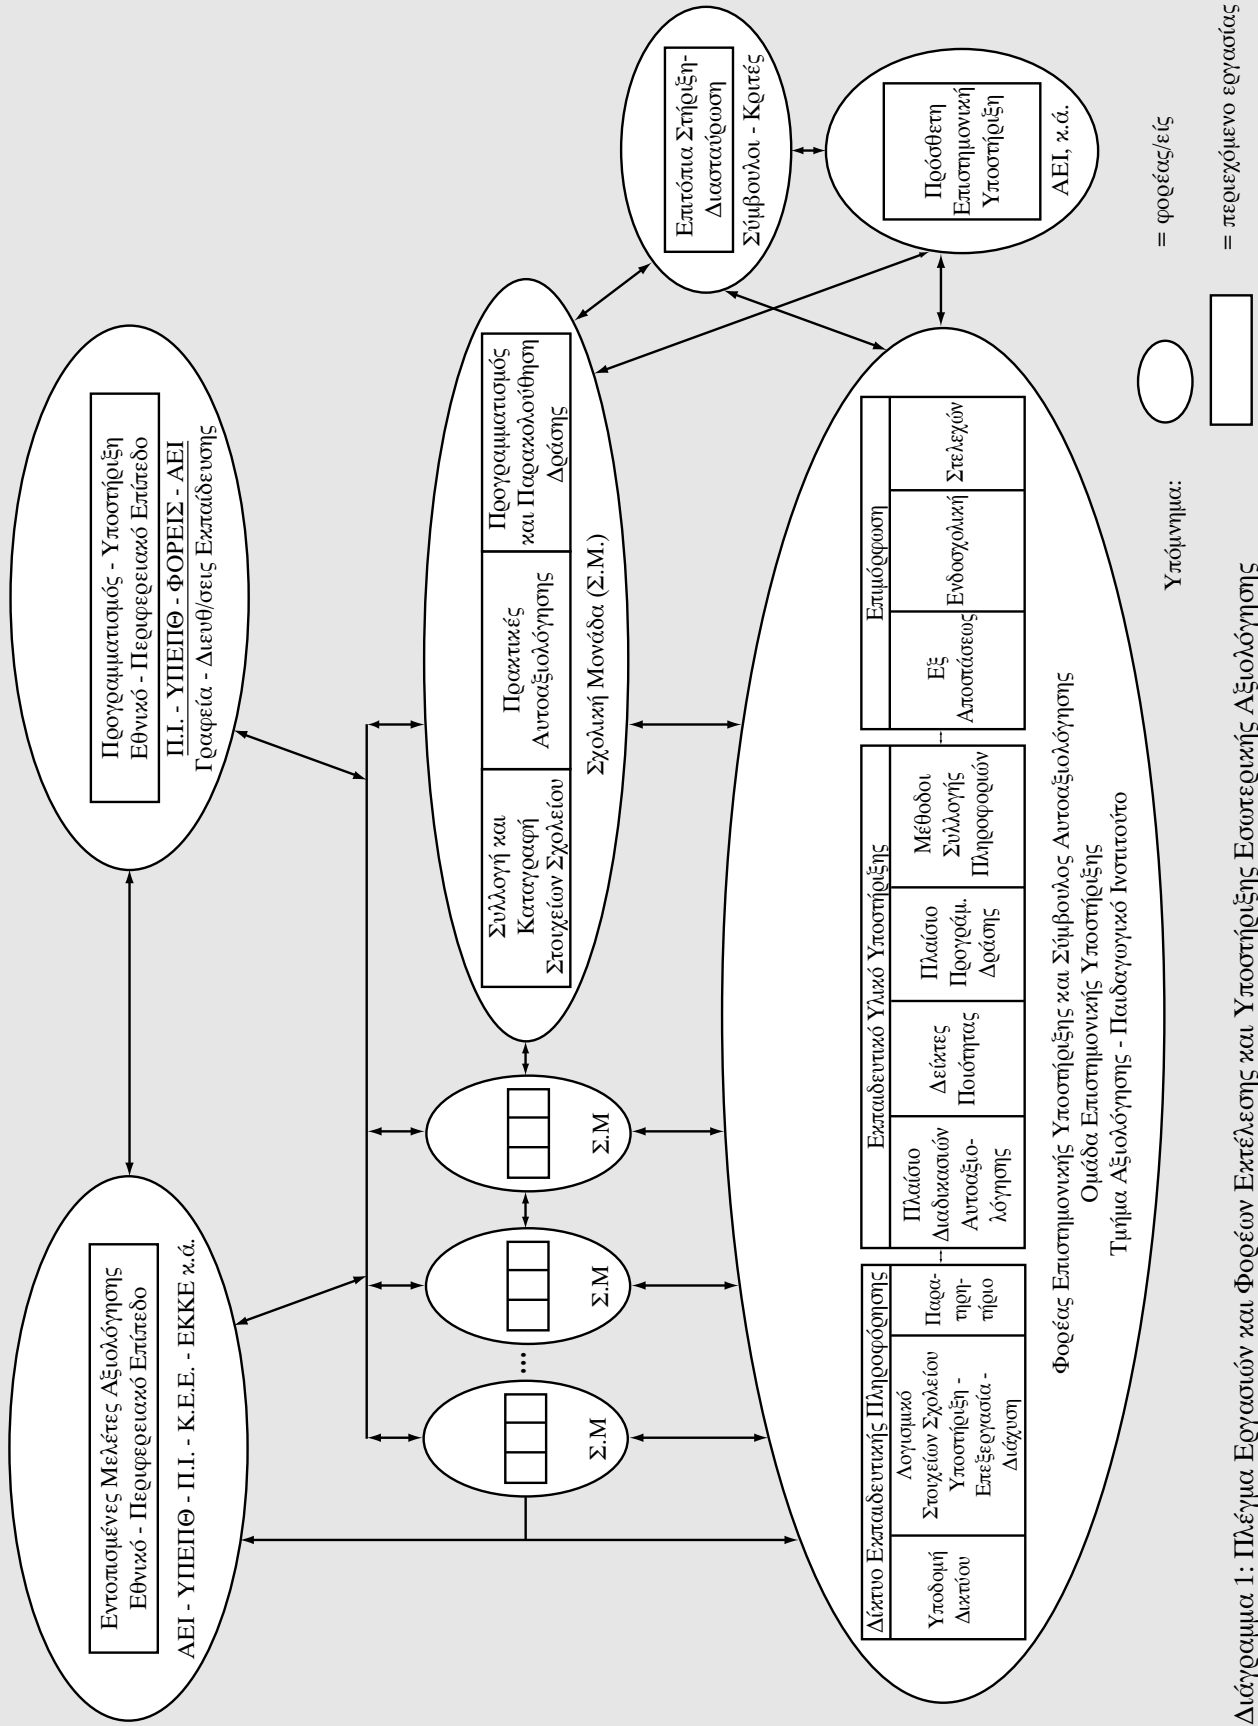 Εντοπισμένες Μελέτες Αξιολόγησης
Εθνικό - Περιφερειακό Επίπεδο
ΑΕΙ - ΥΠΕΠΘ - Π.Ι. - Κ.Ε.Ε. - ΕΚΚΕ κ.ά.
Προγραμματισμός - Υποστήριξη
Εθνικό - Περιφερειακό Επίπεδο
Π.Ι. - ΥΠΕΠΘ - ΦΟΡΕΙΣ - ΑΕΙ
Γραφεία - Διευθ/σεις Εκπαίδευσης
Σ.Μ
...
Σ.Μ
Σ.Μ
Συλλογή και
Καταγραφή
Στοιχείων Σχολείου
Πρακτικές
Αυτοαξιολόγησης
Προγραμματισμός
και Παρακολούθηση
Δράσης
Σχολική Μονάδα (Σ.Μ.)
Επιτόπια Στήριξη-
Διασταύρωση
Σύμβουλοι - Κριτές
Πρόσθετη
Επιστημονική
Υποστήριξη
ΑΕΙ, κ.ά.
Δίκτυο Εκπαιδευτικής Πληροφόρησης
Υποδομή
Δικτύου
Λογισμικό
Στοιχείων Σχολείου
Υποστήριξη -
Επεξεργασία -
Διάχυση
Παρα-
τηρη-
τήριο
Εκπαιδευτικό Υλικό Υποστήριξης
Πλαίσιο
Διαδικασιών
Αυτοαξιο-
λόγησης
Δείκτες
Ποιότητας
Πλαίσιο
Προγράμ.
Δράσης
Μέθοδοι
Συλλογής
Πληροφοριών
Επιμόρφωση
Εξ
Αποστάσεως
Ενδοσχολική
Στελεχών
Φορέας Επιστημονικής Υποστήριξης και Σύμβουλος Αυτοαξιολόγησης
Ομάδα Επιστημονικής Υποστήριξης
Τμήμα Αξιολόγησης - Παιδαγωγικό Ινστιτούτο
Υπόμνημα:
= φορέας/είς
= περιεχόμενο εργασίας
Διάγραμμα 1: Πλέγμα Εργασιών και Φορέων Εκτέλεσης και Υποστήριξης Εσωτερικής Αξιολόγησης